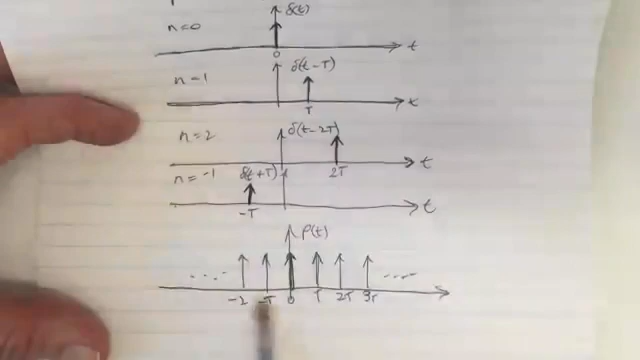 n=0 δ(t)
0 t
n=1 δ(t-T)
T t
n=2 δ(t-2T)
2T t
n=-1 δ(t+T)
-T t
p(t)
..... .....
-2 -T 0 T 2T 3T